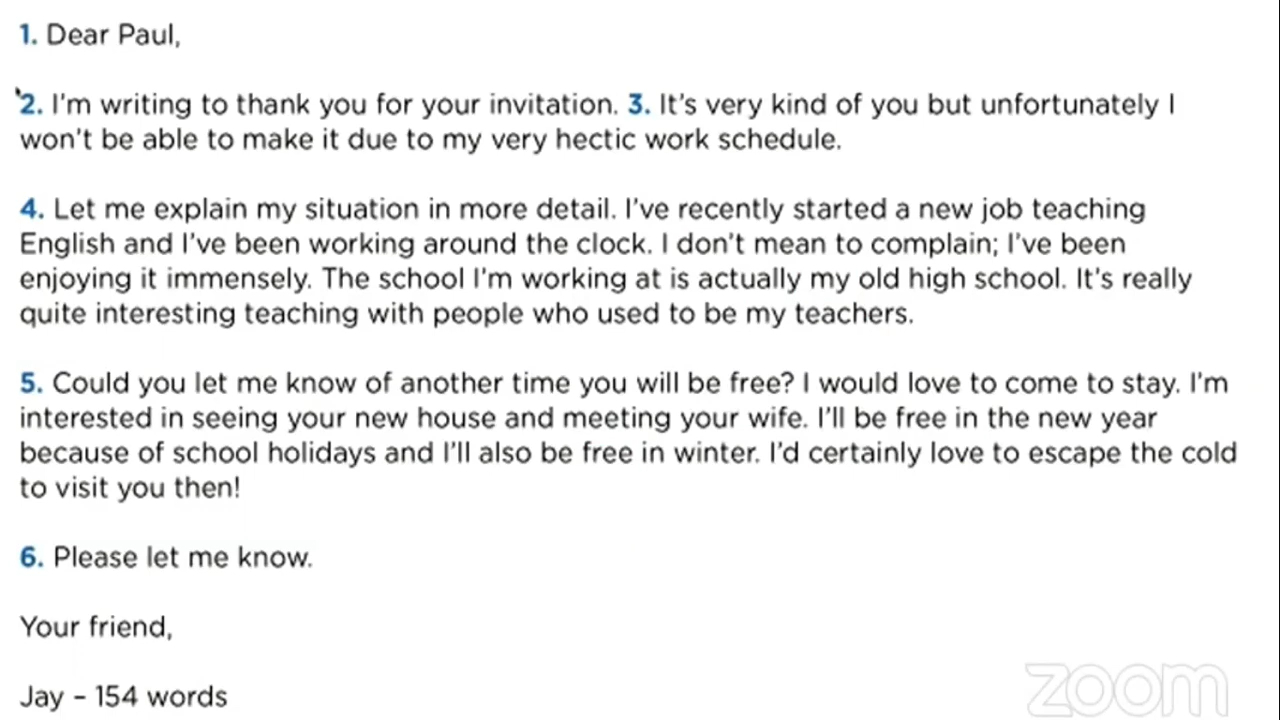 1. Dear Paul,
2. I'm writing to thank you for your invitation. 3. It's very kind of you but unfortunately I
won't be able to make it due to my very hectic work schedule.
4. Let me explain my situation in more detail. I've recently started a new job teaching
English and I've been working around the clock. I don't mean to complain; I've been
enjoying it immensely. The school I'm working at is actually my old high school. It's really
quite interesting teaching with people who used to be my teachers.
5. Could you let me know of another time you will be free? I would love to come to stay. I'm
interested in seeing your new house and meeting your wife. I'll be free in the new year
because of school holidays and I'll also be free in winter. I'd certainly love to escape the cold
to visit you then!
6. Please let me know.
Your friend,
Jay – 154 words
zoom